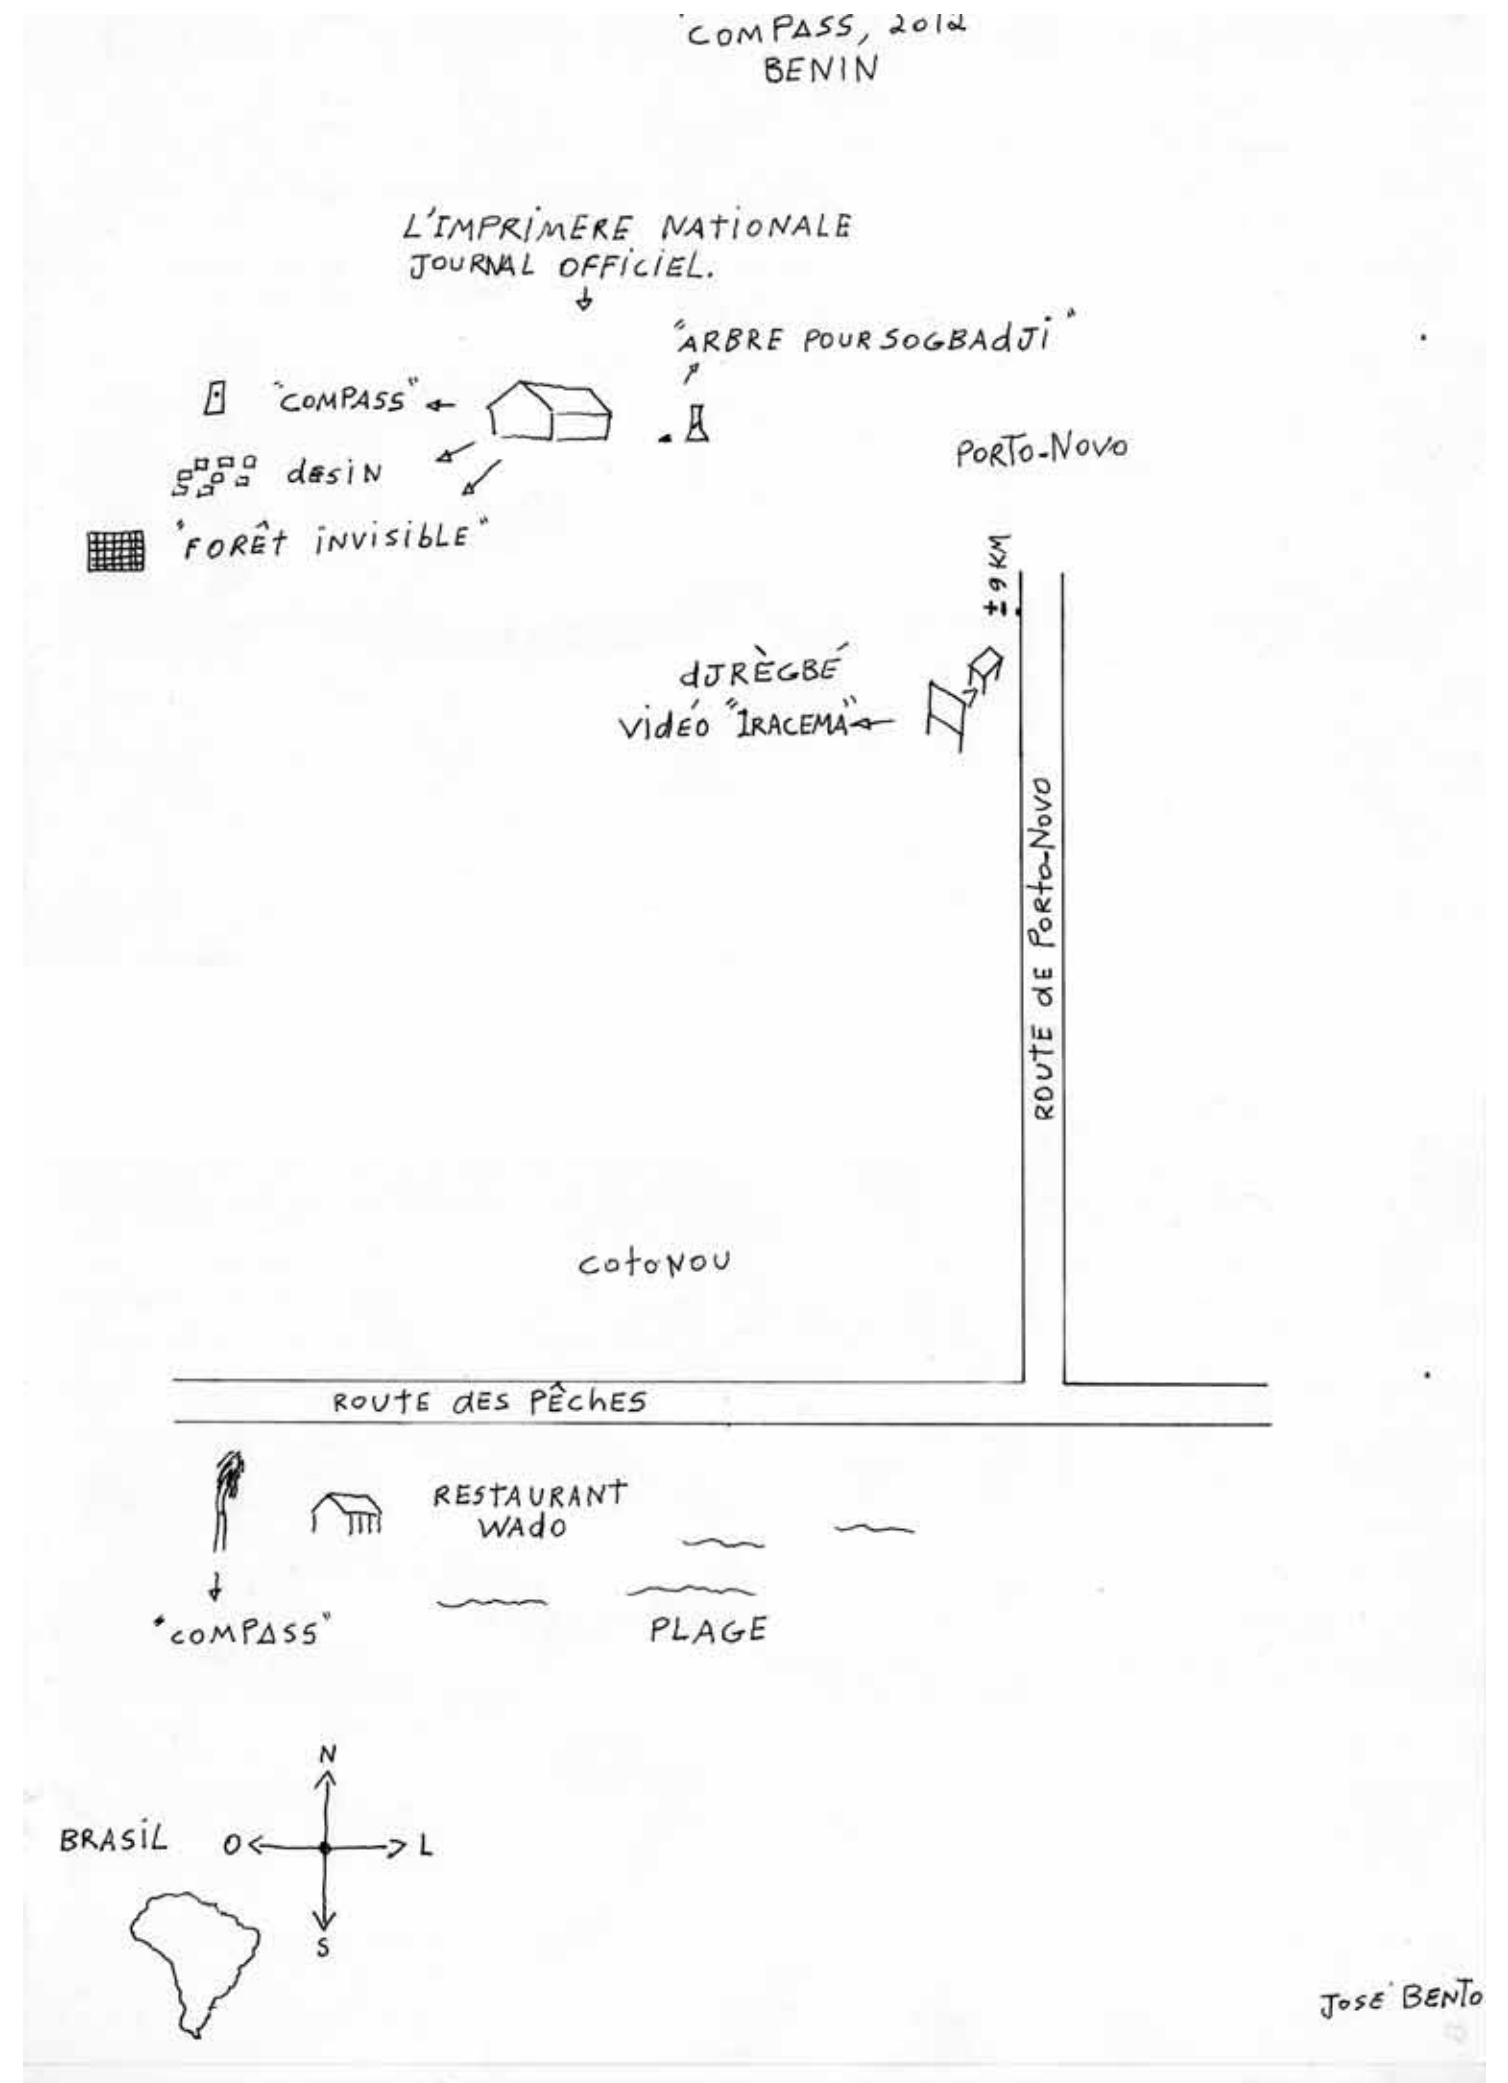 COMPASS, 2012
BENIN
L'IMPRIMERE NATIONALE
JOURNAL OFFICIEL.
"ARBRE POUR SOGBADJI"
"COMPASS"
desin
"FORÊT INVISIBLE"
PORTO-NOVO
± 9 KM
dJRÈGBÉ
vidéo "IRACEMA"
ROUTE de PORTO-NOVO
COTONOU
ROUTE dES PÊChES
RESTAURANT
WAdO
"COMPASS"
PLAGE
N
BRASIL O L
S
JOSÉ BENTO